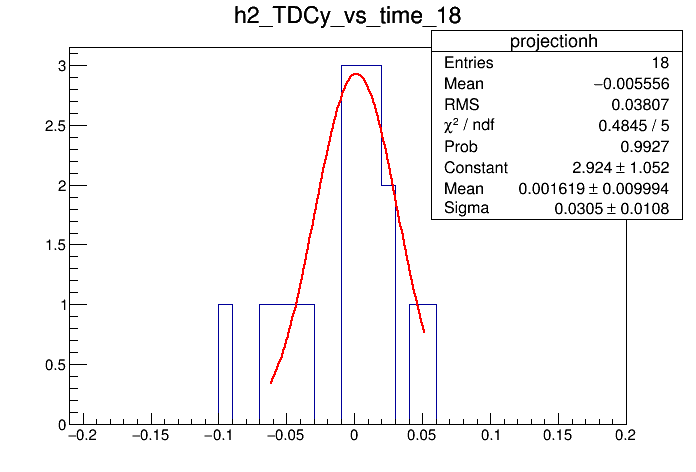 h2_TDCy_vs_time_18
projectionh
Entries 18
Mean −0.005556
RMS 0.03807
χ² / ndf 0.4845 / 5
Prob 0.9927
Constant 2.924 ± 1.052
Mean 0.001619 ± 0.009994
Sigma 0.0305 ± 0.0108
3
2.5
2
1.5
1
0.5
0
−0.2 −0.15 −0.1 −0.05 0 0.05 0.1 0.15 0.2